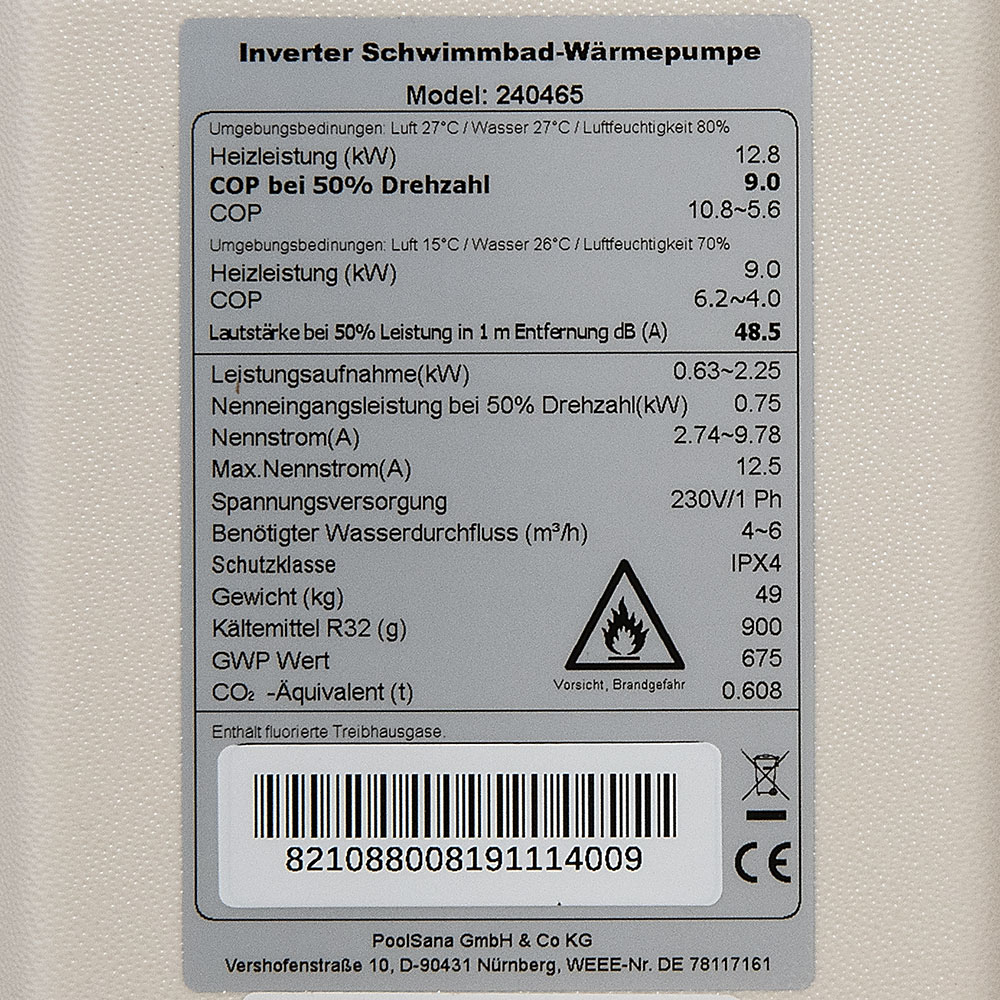 Inverter Schwimmbad-Wärmepumpe
Model: 240465
Umgebungsbedinungen: Luft 27°C / Wasser 27°C / Luftfeuchtigkeit 80%
Heizleistung (kW) 12.8
COP bei 50% Drehzahl 9.0
COP 10.8~5.6
Umgebungsbedinungen: Luft 15°C / Wasser 26°C / Luftfeuchtigkeit 70%
Heizleistung (kW) 9.0
COP 6.2~4.0
Lautstärke bei 50% Leistung in 1 m Entfernung dB (A) 48.5
Leistungsaufnahme(kW) 0.63~2.25
Nenneingangsleistung bei 50% Drehzahl(kW) 0.75
Nennstrom(A) 2.74~9.78
Max.Nennstrom(A) 12.5
Spannungsversorgung 230V/1 Ph
Benötigter Wasserdurchfluss (m³/h) 4~6
Schutzklasse IPX4
Gewicht (kg) 49
Kältemittel R32 (g) 900
GWP Wert 675
Vorsicht, Brandgefahr
CO₂ -Äquivalent (t) 0.608
Enthält fluorierte Treibhausgase.
821088008191114009
CE
PoolSana GmbH & Co KG
Vershofenstraße 10, D-90431 Nürnberg, WEEE-Nr. DE 78117161